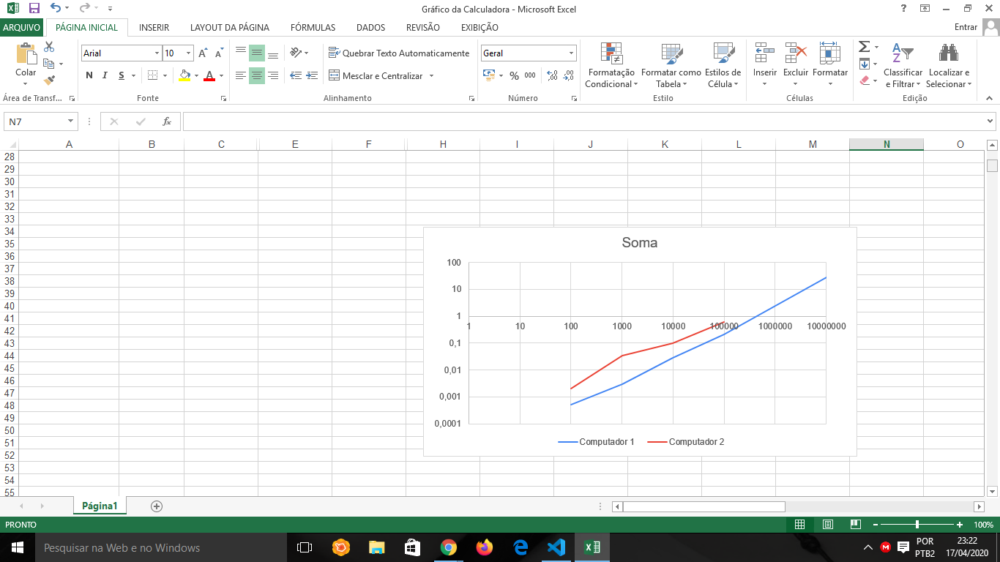 Gráfico da Calculadora - Microsoft Excel
?
ARQUIVO PÁGINA INICIAL INSERIR LAYOUT DA PÁGINA FÓRMULAS DADOS REVISÃO EXIBIÇÃO Entrar
Colar
Arial 10
N I S A
Quebrar Texto Automaticamente
Mesclar e Centralizar
Geral
% 000
Formatação Condicional
Formatar como Tabela
Estilos de Célula
Inserir Excluir Formatar
Classificar e Filtrar
Localizar e Selecionar
Área de Transf... Fonte Alinhamento Número Estilo Células Edição
N7 fx
A B C E F H I J K L M N O
28
29
30
31
32
33
34
35
36
37
38
39
40
41
42
43
44
45
46
47
48
49
50
51
52
53
54
55
Soma
100
10
1
1 10 100 1000 10000 100000 1000000 10000000
0,1
0,01
0,001
0,0001
Computador 1 Computador 2
Página1
PRONTO 100%
Pesquisar na Web e no Windows
POR
PTB2
23:22
17/04/2020